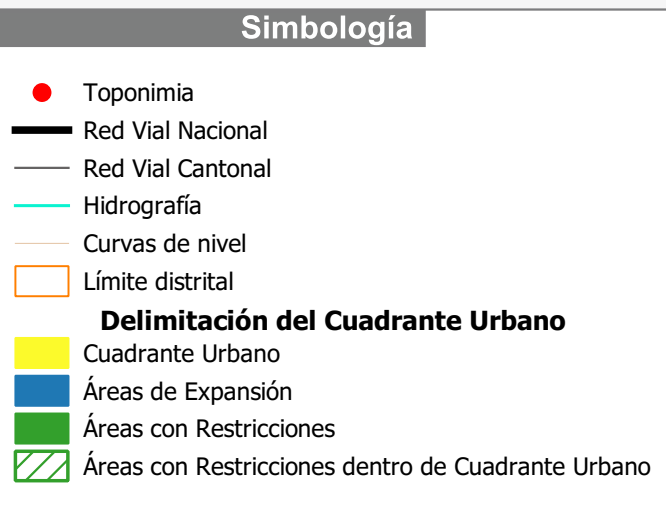 Simbología
Toponimia
Red Vial Nacional
Red Vial Cantonal
Hidrografía
Curvas de nivel
Límite distrital
Delimitación del Cuadrante Urbano
Cuadrante Urbano
Áreas de Expansión
Áreas con Restricciones
Áreas con Restricciones dentro de Cuadrante Urbano